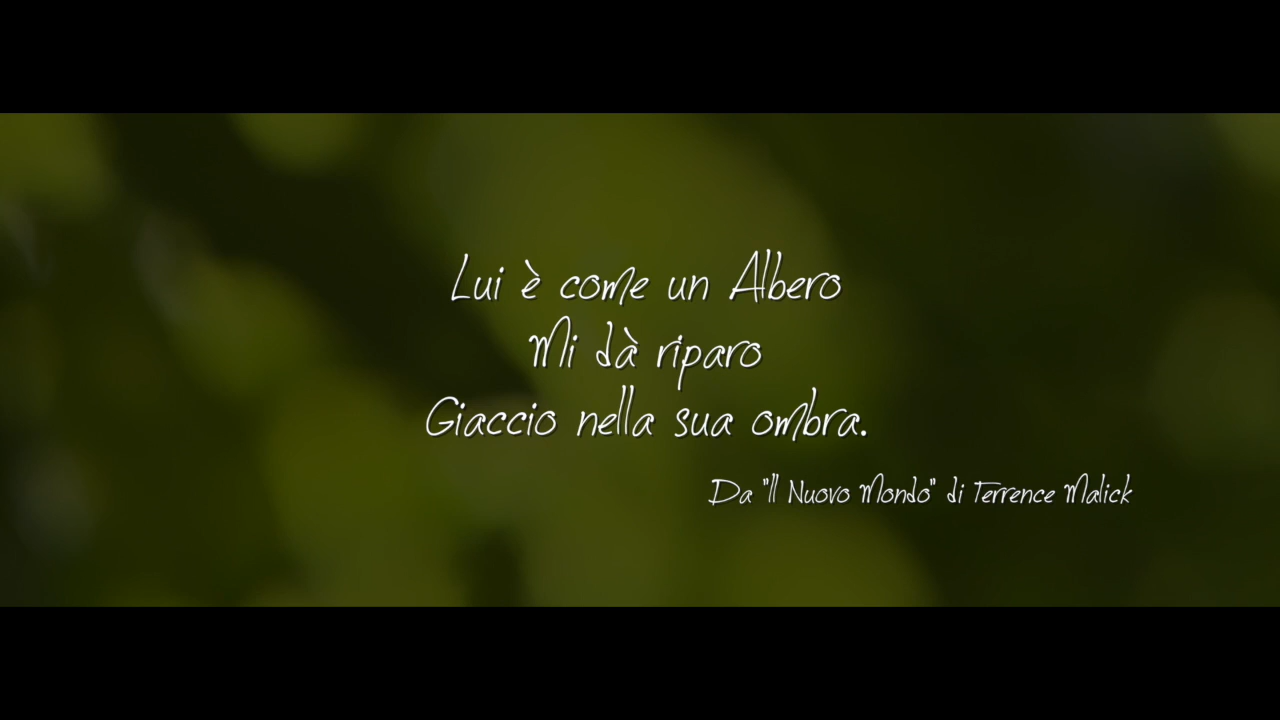 Lui è come un Albero
Mi dà riparo
Giaccio nella sua ombra.
Da "Il Nuovo Mondo" di Terrence Malick